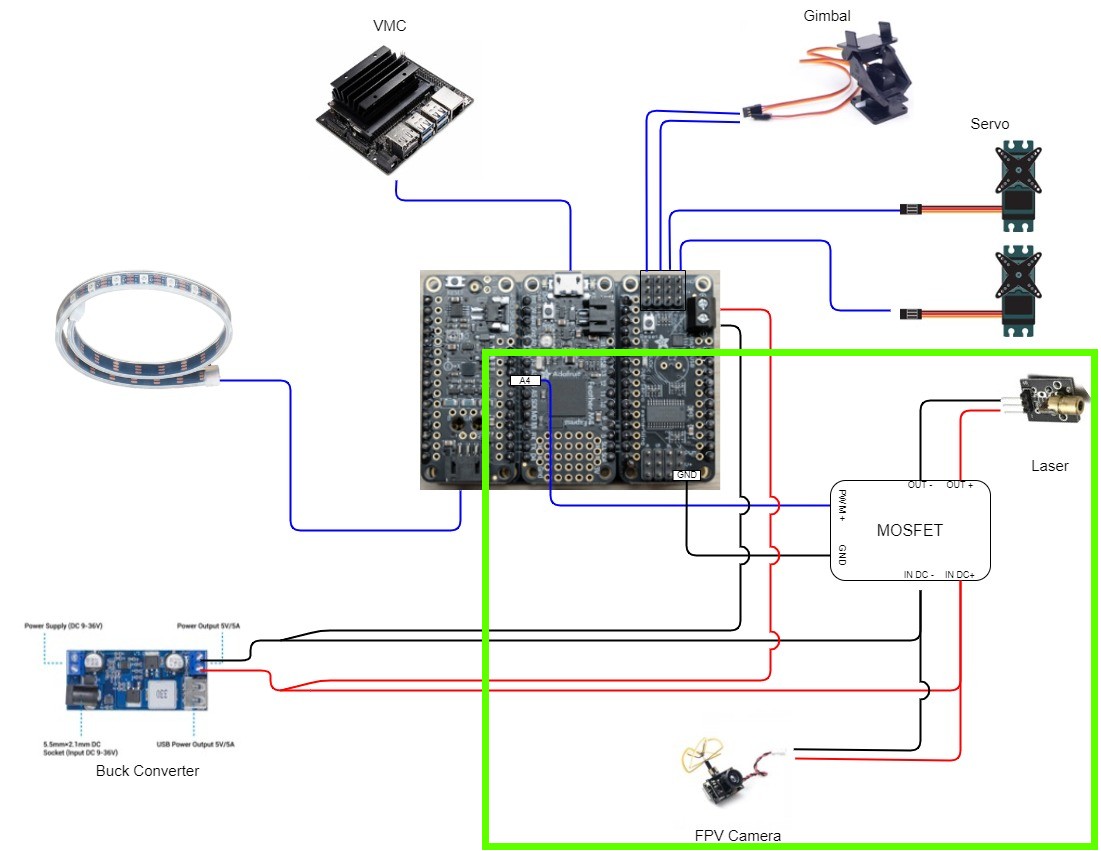 Gimbal
VMC
Servo
A4
Adafruit
GND
Laser
OUT -
OUT +
PWM +
MOSFET
GND
IN DC -
IN DC+
Power Supply (DC 9-36V)
Power Output 5V/5A
330
5.5mm×2.1mm DC
Socket (Input DC 9-36V)
USB Power Output 5V/5A
Buck Converter
FPV Camera